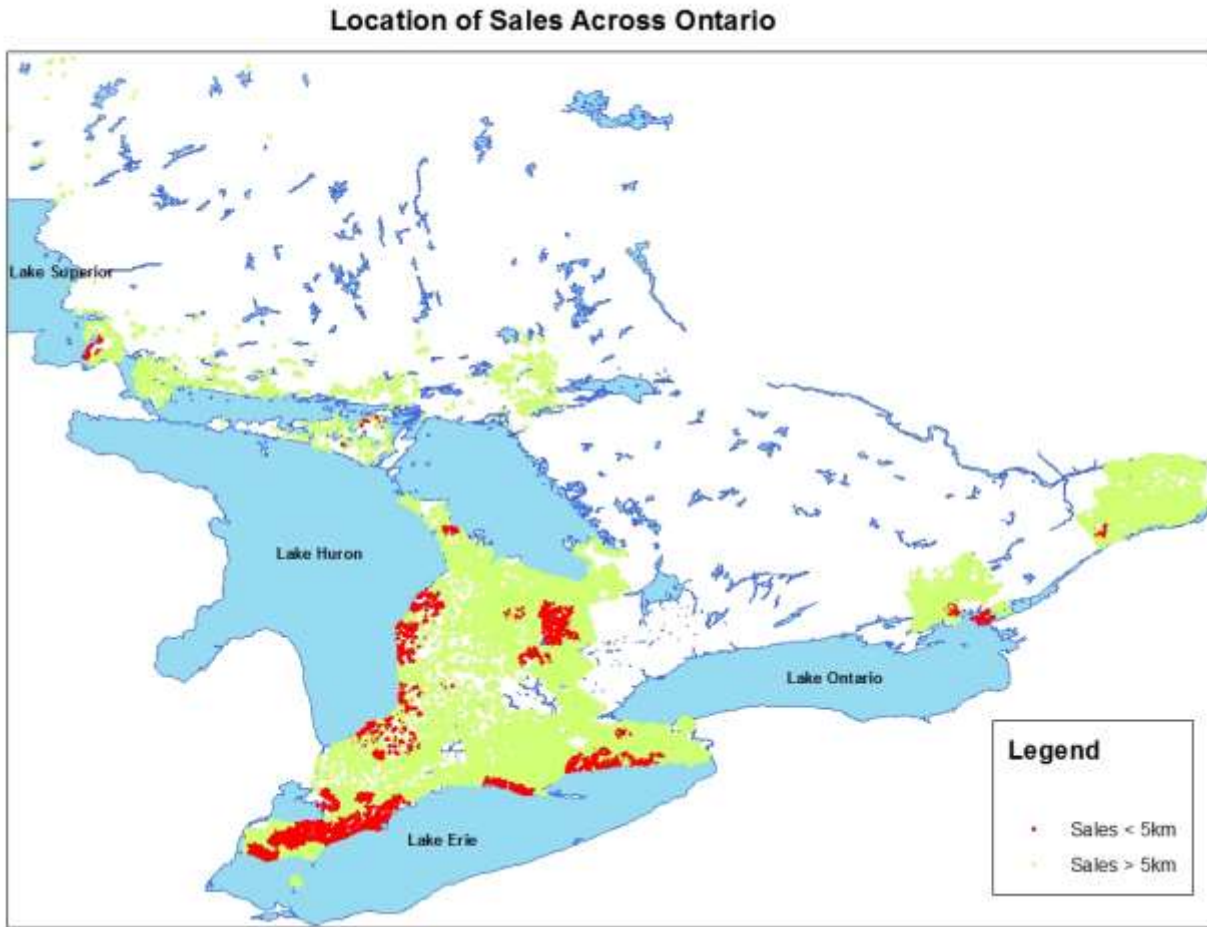 Location of Sales Across Ontario
Lake Superior
Lake Huron
Lake Ontario
Lake Erie
Legend
Sales < 5km
Sales > 5km